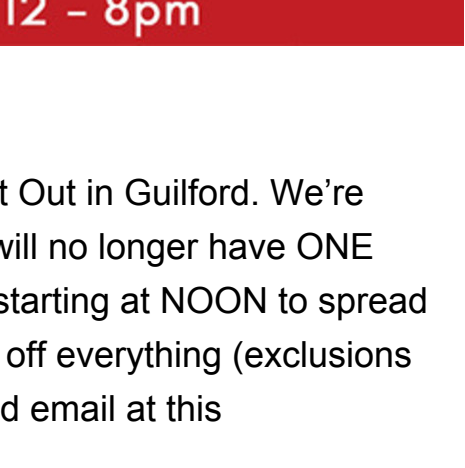 12 – 8pm
t Out in Guilford. We’re
will no longer have ONE
starting at NOON to spread
off everything (exclusions
d email at this